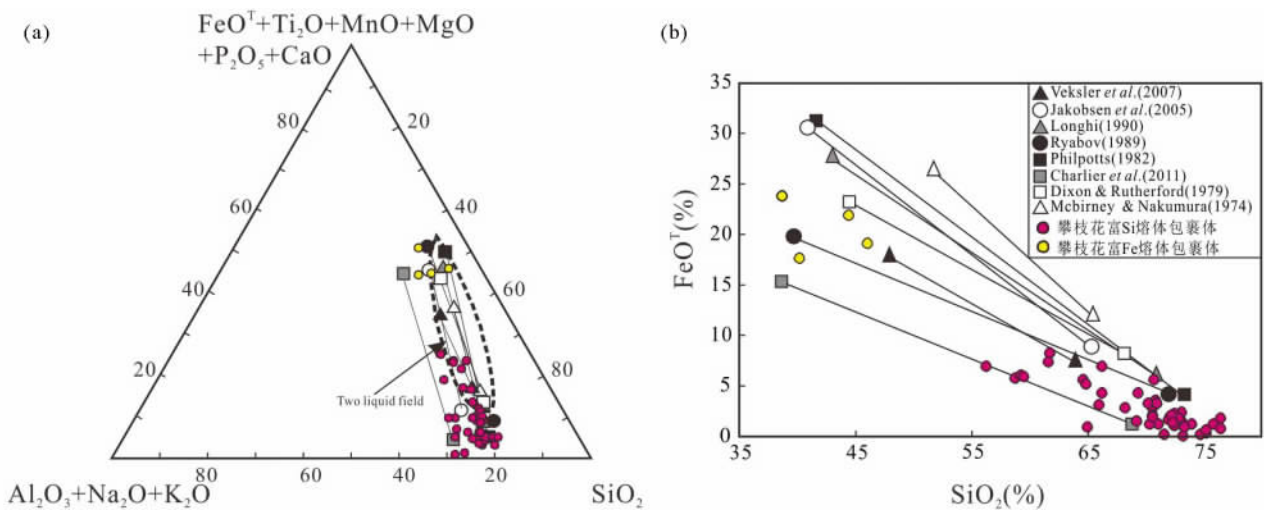 (a)
FeOᵀ+Ti₂O+MnO+MgO
+P₂O₅+CaO
80
20
60
40
40
60
20
80
Two liquid field
80
60
40
20
Al₂O₃+Na₂O+K₂O
SiO₂
(b)
35
30
25
20
15
10
5
0
FeOᵀ(%)
35
45
55
65
75
SiO₂(%)
Veksler et al.(2007)
Jakobsen et al.(2005)
Longhi(1990)
Ryabov(1989)
Philpotts(1982)
Charlier et al.(2011)
Dixon & Rutherford(1979)
Mcbirney & Nakumura(1974)
攀枝花富Si熔体包裹体
攀枝花富Fe熔体包裹体